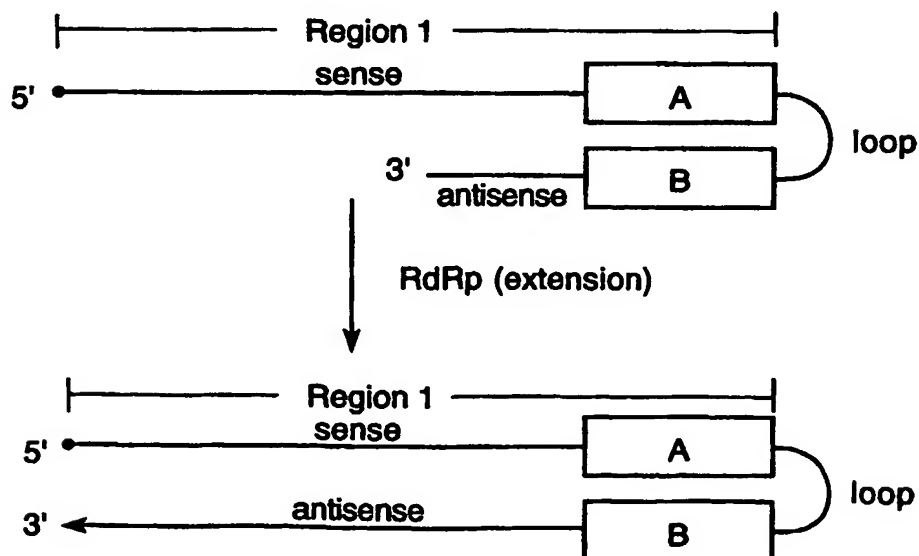 Region 1
sense
5'
A
loop
3'
antisense
B
RdRp (extension)
Region 1
sense
5'
A
loop
antisense
3'
B